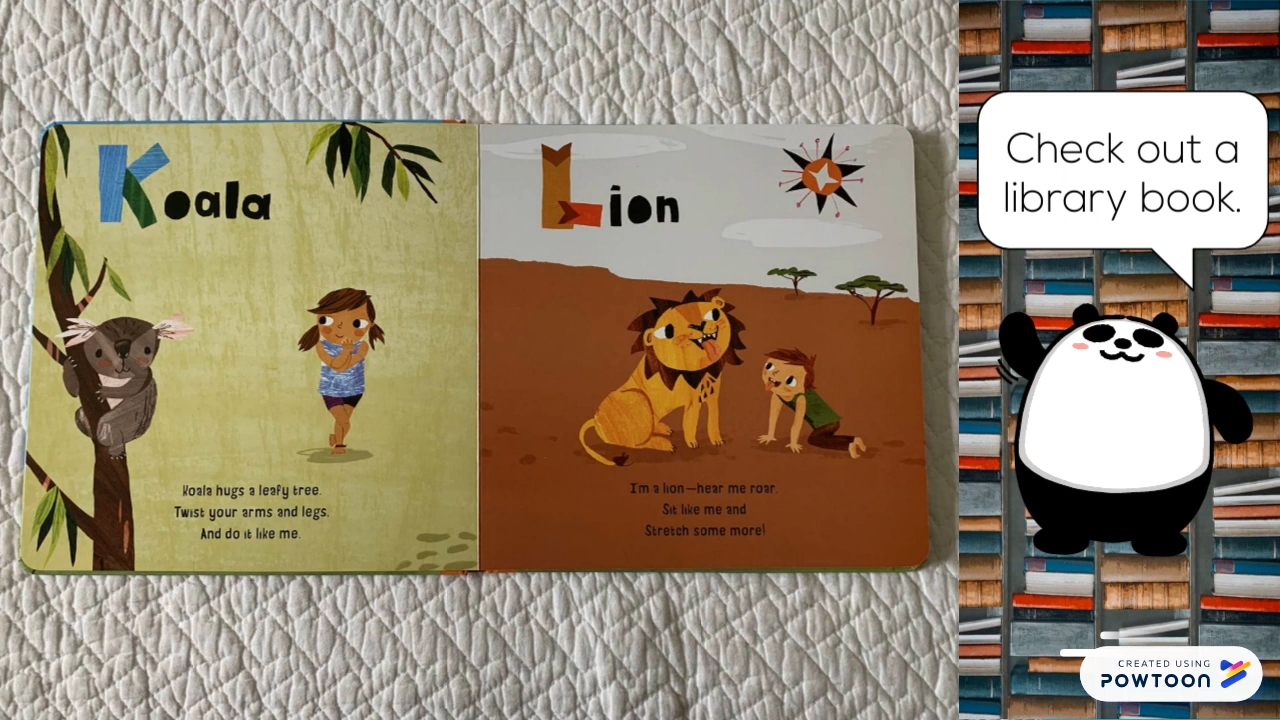 Koala
Koala hugs a leafy tree.
Twist your arms and legs.
And do it like me.
Lion
I'm a lion—hear me roar.
Sit like me and
Stretch some more!
Check out a
library book.
CREATED USING
POWTOON